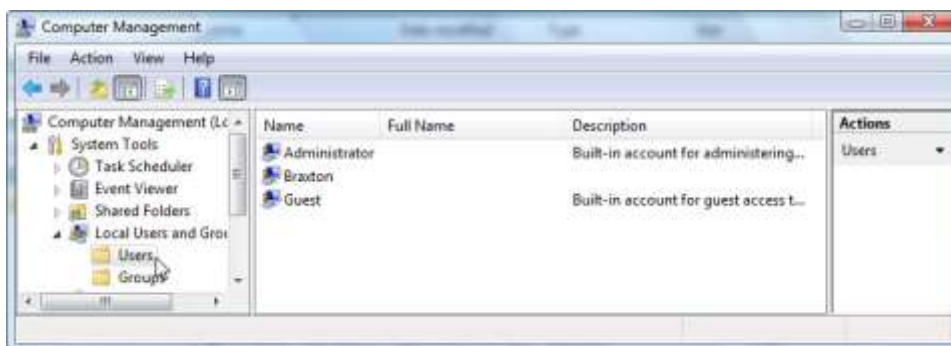 Computer Management
File Action View Help
Computer Management (Lc
System Tools
Task Scheduler
Event Viewer
Shared Folders
Local Users and Grou
Users
Groups
Name Full Name Description
Administrator Built-in account for administering...
Braxton
Guest Built-in account for guest access t...
Actions
Users